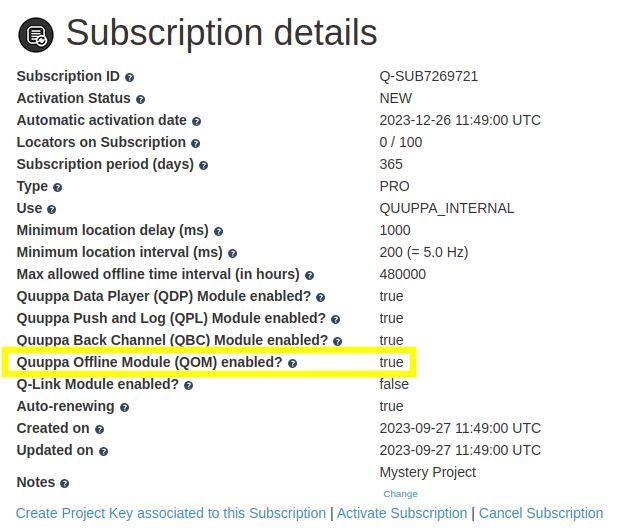 Subscription details
Subscription ID ? Q-SUB7269721
Activation Status ? NEW
Automatic activation date ? 2023-12-26 11:49:00 UTC
Locators on Subscription ? 0 / 100
Subscription period (days) ? 365
Type ? PRO
Use ? QUUPPA_INTERNAL
Minimum location delay (ms) ? 1000
Minimum location interval (ms) ? 200 (= 5.0 Hz)
Max allowed offline time interval (in hours) ? 480000
Quuppa Data Player (QDP) Module enabled? ? true
Quuppa Push and Log (QPL) Module enabled? ? true
Quuppa Back Channel (QBC) Module enabled? ? true
Quuppa Offline Module (QOM) enabled? ? true
Q-Link Module enabled? ? false
Auto-renewing ? true
Created on ? 2023-09-27 11:49:00 UTC
Updated on ? 2023-09-27 11:49:00 UTC
Notes ? Mystery Project
Change
Create Project Key associated to this Subscription | Activate Subscription | Cancel Subscription